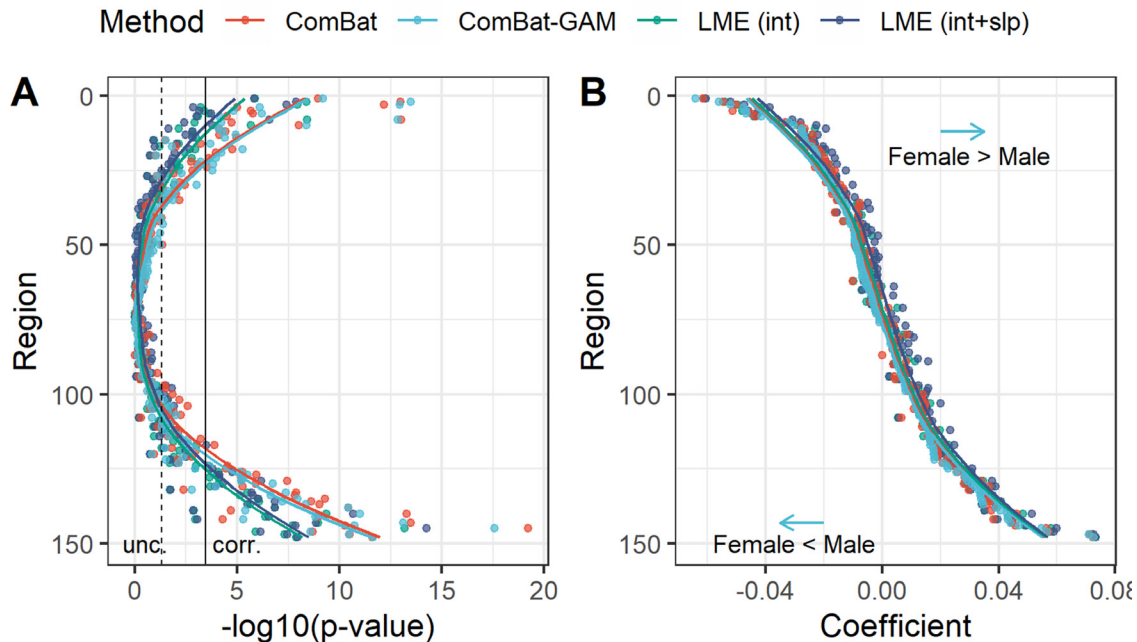 Method ComBat ComBat-GAM LME (int) LME (int+slp)
A
B
0
50
100
150
Region
unc. corr.
0 5 10 15 20
-log10(p-value)
0
50
100
150
Region
Female > Male
Female < Male
-0.04 0.00 0.04 0.08
Coefficient